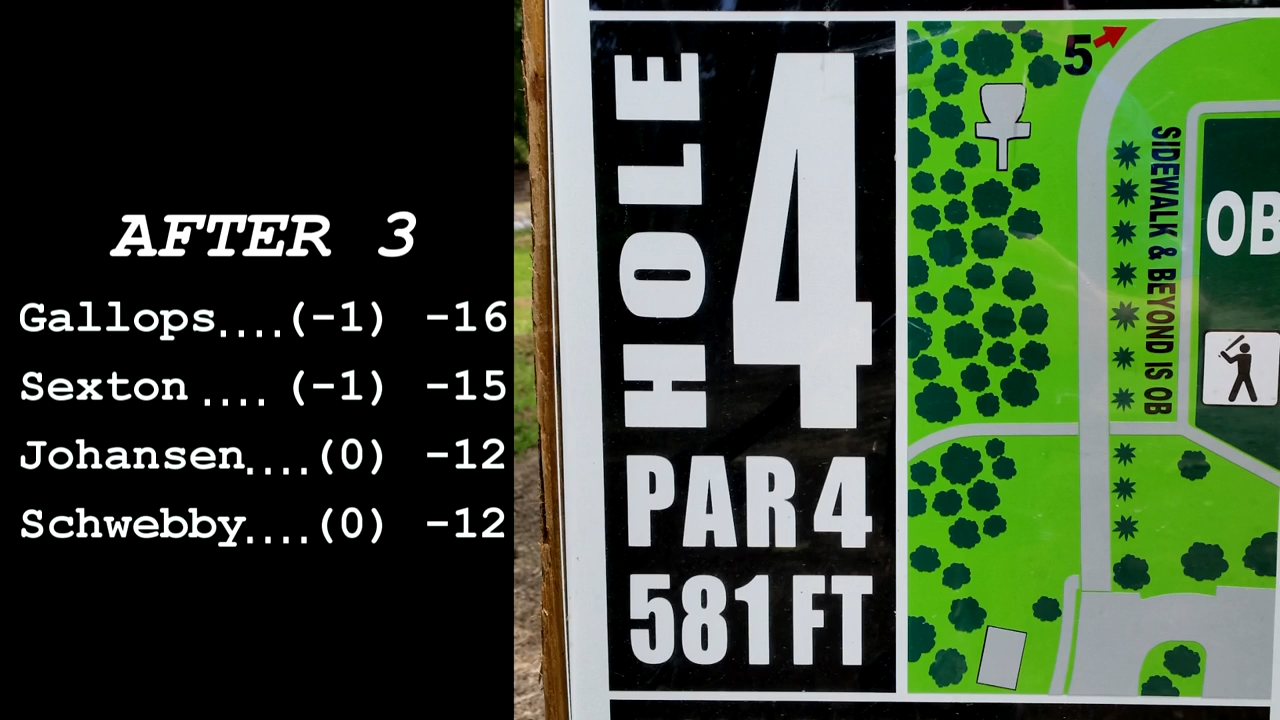 AFTER 3
Gallops....(-1) -16
Sexton .... (-1) -15
Johansen....(0) -12
Schwebby....(0) -12
HOLE
4
PAR 4
581 FT
5
SIDEWALK & BEYOND IS OB
OB